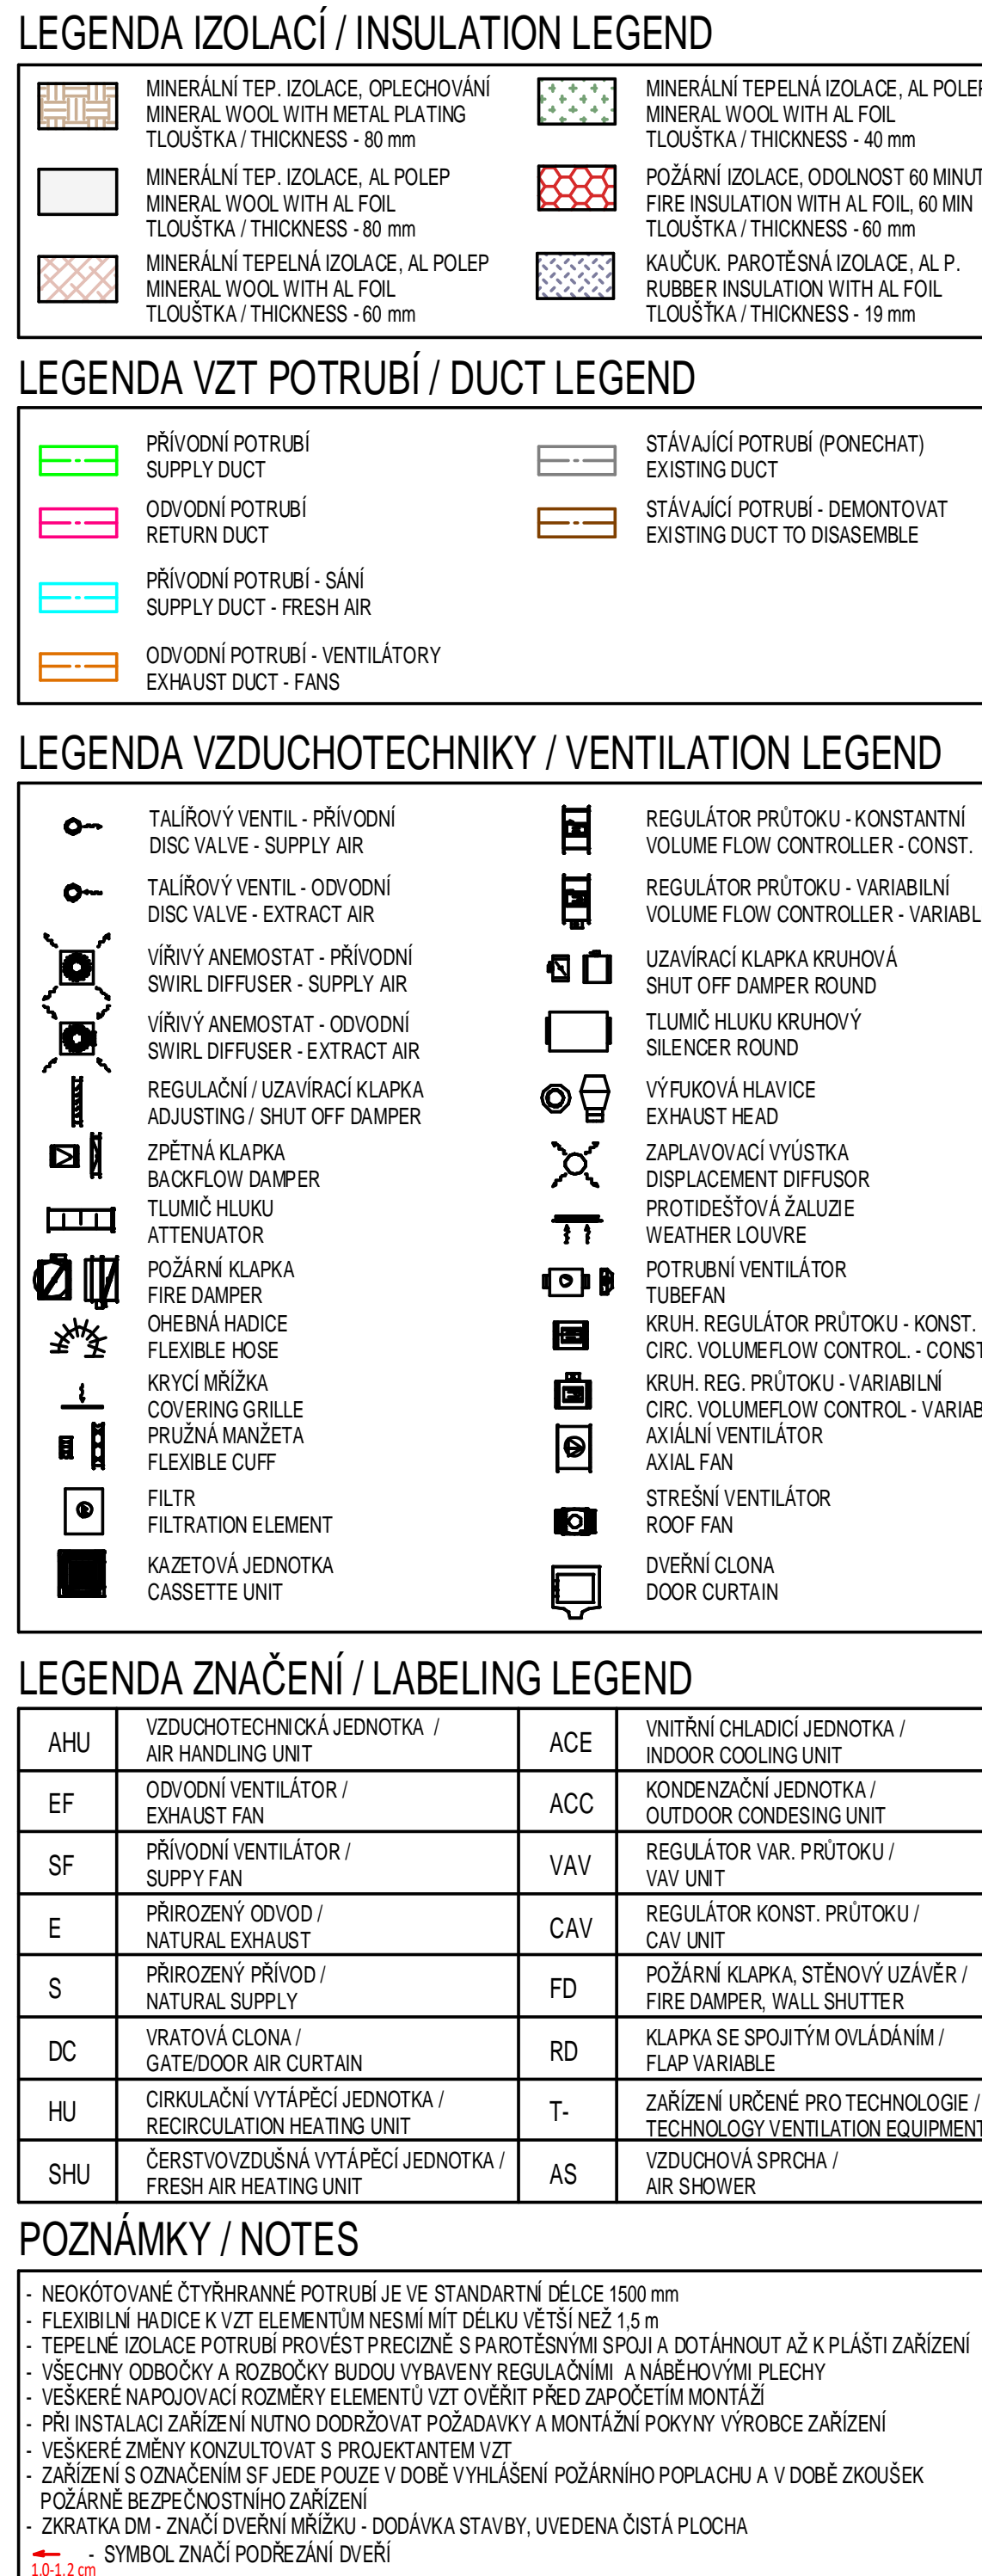 LEGENDA IZOLACÍ / INSULATION LEGEND
MINERÁLNÍ TEP. IZOLACE, OPLECHOVÁNÍ
MINERAL WOOL WITH METAL PLATING
TLOUŠTKA / THICKNESS - 80 mm
MINERÁLNÍ TEPELNÁ IZOLACE, AL POLEP
MINERAL WOOL WITH AL FOIL
TLOUŠTKA / THICKNESS - 40 mm
MINERÁLNÍ TEP. IZOLACE, AL POLEP
MINERAL WOOL WITH AL FOIL
TLOUŠTKA / THICKNESS - 80 mm
POŽÁRNÍ IZOLACE, ODOLNOST 60 MINUT
FIRE INSULATION WITH AL FOIL, 60 MIN
TLOUŠTKA / THICKNESS - 60 mm
MINERÁLNÍ TEPELNÁ IZOLACE, AL POLEP
MINERAL WOOL WITH AL FOIL
TLOUŠTKA / THICKNESS - 60 mm
KAUČUK. PAROTĚSNÁ IZOLACE, AL P.
RUBBER INSULATION WITH AL FOIL
TLOUŠŤKA / THICKNESS - 19 mm
LEGENDA VZT POTRUBÍ / DUCT LEGEND
PŘÍVODNÍ POTRUBÍ
SUPPLY DUCT
STÁVAJÍCÍ POTRUBÍ (PONECHAT)
EXISTING DUCT
ODVODNÍ POTRUBÍ
RETURN DUCT
STÁVAJÍCÍ POTRUBÍ - DEMONTOVAT
EXISTING DUCT TO DISASEMBLE
PŘÍVODNÍ POTRUBÍ - SÁNÍ
SUPPLY DUCT - FRESH AIR
ODVODNÍ POTRUBÍ - VENTILÁTORY
EXHAUST DUCT - FANS
LEGENDA VZDUCHOTECHNIKY / VENTILATION LEGEND
TALÍŘOVÝ VENTIL - PŘÍVODNÍ
DISC VALVE - SUPPLY AIR
REGULÁTOR PRŮTOKU - KONSTANTNÍ
VOLUME FLOW CONTROLLER - CONST.
TALÍŘOVÝ VENTIL - ODVODNÍ
DISC VALVE - EXTRACT AIR
REGULÁTOR PRŮTOKU - VARIABILNÍ
VOLUME FLOW CONTROLLER - VARIABL
VÍŘIVÝ ANEMOSTAT - PŘÍVODNÍ
SWIRL DIFFUSER - SUPPLY AIR
UZAVÍRACÍ KLAPKA KRUHOVÁ
SHUT OFF DAMPER ROUND
VÍŘIVÝ ANEMOSTAT - ODVODNÍ
SWIRL DIFFUSER - EXTRACT AIR
TLUMIČ HLUKU KRUHOVÝ
SILENCER ROUND
REGULAČNÍ / UZAVÍRACÍ KLAPKA
ADJUSTING / SHUT OFF DAMPER
VÝFUKOVÁ HLAVICE
EXHAUST HEAD
ZPĚTNÁ KLAPKA
BACKFLOW DAMPER
ZAPLAVOVACÍ VYÚSTKA
DISPLACEMENT DIFFUSOR
TLUMIČ HLUKU
ATTENUATOR
PROTIDEŠŤOVÁ ŽALUZIE
WEATHER LOUVRE
POŽÁRNÍ KLAPKA
FIRE DAMPER
POTRUBNÍ VENTILÁTOR
TUBEFAN
OHEBNÁ HADICE
FLEXIBLE HOSE
KRUH. REGULÁTOR PRŮTOKU - KONST.
CIRC. VOLUMEFLOW CONTROL. - CONST
KRYCÍ MŘÍŽKA
COVERING GRILLE
KRUH. REG. PRŮTOKU - VARIABILNÍ
CIRC. VOLUMEFLOW CONTROL - VARIAB
PRUŽNÁ MANŽETA
FLEXIBLE CUFF
AXIÁLNÍ VENTILÁTOR
AXIAL FAN
FILTR
FILTRATION ELEMENT
STREŠNÍ VENTILÁTOR
ROOF FAN
KAZETOVÁ JEDNOTKA
CASSETTE UNIT
DVEŘNÍ CLONA
DOOR CURTAIN
LEGENDA ZNAČENÍ / LABELING LEGEND
AHU
VZDUCHOTECHNICKÁ JEDNOTKA /
AIR HANDLING UNIT
ACE
VNITŘNÍ CHLADICÍ JEDNOTKA /
INDOOR COOLING UNIT
EF
ODVODNÍ VENTILÁTOR /
EXHAUST FAN
ACC
KONDENZAČNÍ JEDNOTKA /
OUTDOOR CONDESING UNIT
SF
PŘÍVODNÍ VENTILÁTOR /
SUPPY FAN
VAV
REGULÁTOR VAR. PRŮTOKU /
VAV UNIT
E
PŘIROZENÝ ODVOD /
NATURAL EXHAUST
CAV
REGULÁTOR KONST. PRŮTOKU /
CAV UNIT
S
PŘIROZENÝ PŘÍVOD /
NATURAL SUPPLY
FD
POŽÁRNÍ KLAPKA, STĚNOVÝ UZÁVĚR /
FIRE DAMPER, WALL SHUTTER
DC
VRATOVÁ CLONA /
GATE/DOOR AIR CURTAIN
RD
KLAPKA SE SPOJITÝM OVLÁDÁNÍM /
FLAP VARIABLE
HU
CIRKULAČNÍ VYTÁPĚCÍ JEDNOTKA /
RECIRCULATION HEATING UNIT
T-
ZAŘÍZENÍ URČENÉ PRO TECHNOLOGIE /
TECHNOLOGY VENTILATION EQUIPMENT
SHU
ČERSTVOVZDUŠNÁ VYTÁPĚCÍ JEDNOTKA /
FRESH AIR HEATING UNIT
AS
VZDUCHOVÁ SPRCHA /
AIR SHOWER
POZNÁMKY / NOTES
- NEOKÓTOVANÉ ČTYŘHRANNÉ POTRUBÍ JE VE STANDARTNÍ DÉLCE 1500 mm
- FLEXIBILNÍ HADICE K VZT ELEMENTŮM NESMÍ MÍT DÉLKU VĚTŠÍ NEŽ 1,5 m
- TEPELNÉ IZOLACE POTRUBÍ PROVÉST PRECIZNĚ S PAROTĚSNÝMI SPOJI A DOTÁHNOUT AŽ K PLÁŠTI ZAŘÍZENÍ
- VŠECHNY ODBOČKY A ROZBOČKY BUDOU VYBAVENY REGULAČNÍMI A NÁBĚHOVÝMI PLECHY
- VEŠKERÉ NAPOJOVACÍ ROZMĚRY ELEMENTŮ VZT OVĚŘIT PŘED ZAPOČETÍM MONTÁŽÍ
- PŘI INSTALACI ZAŘÍZENÍ NUTNO DODRŽOVAT POŽADAVKY A MONTÁŽNÍ POKYNY VÝROBCE ZAŘÍZENÍ
- VEŠKERÉ ZMĚNY KONZULTOVAT S PROJEKTANTEM VZT
- ZAŘÍZENÍ S OZNAČENÍM SF JEDE POUZE V DOBĚ VYHLÁŠENÍ POŽÁRNÍHO POPLACHU A V DOBĚ ZKOUŠEK
POŽÁRNĚ BEZPEČNOSTNÍHO ZAŘÍZENÍ
- ZKRATKA DM - ZNAČÍ DVEŘNÍ MŘÍŽKU - DODÁVKA STAVBY, UVEDENA ČISTÁ PLOCHA
- SYMBOL ZNAČÍ PODŘEZÁNÍ DVEŘÍ
1,0-1,2 cm